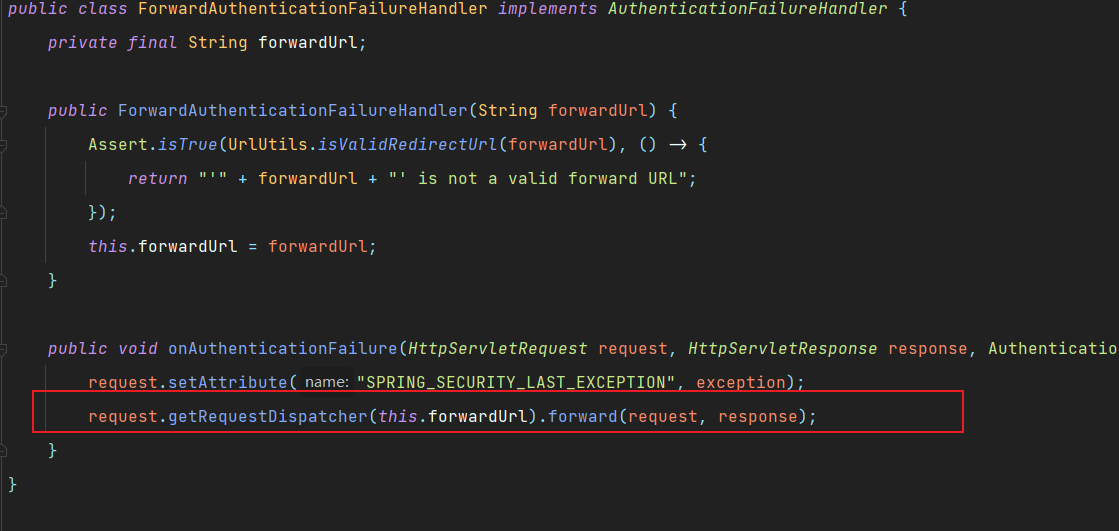 public class ForwardAuthenticationFailureHandler implements AuthenticationFailureHandler {
private final String forwardUrl;
public ForwardAuthenticationFailureHandler(String forwardUrl) {
Assert.isTrue(UrlUtils.isValidRedirectUrl(forwardUrl), () -> {
return "'" + forwardUrl + "' is not a valid forward URL";
});
this.forwardUrl = forwardUrl;
}
public void onAuthenticationFailure(HttpServletRequest request, HttpServletResponse response, Authenticatio
request.setAttribute( name: "SPRING_SECURITY_LAST_EXCEPTION", exception);
request.getRequestDispatcher(this.forwardUrl).forward(request, response);
}
}